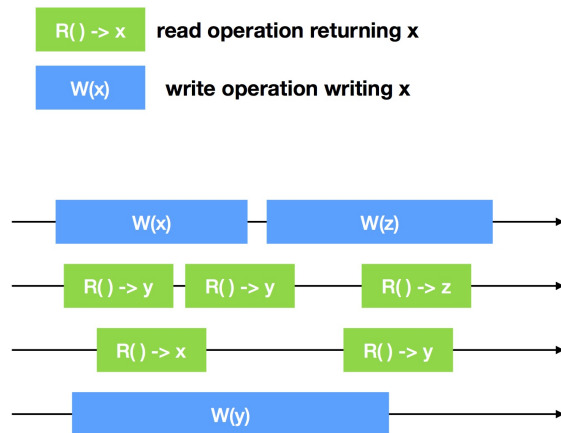 R( ) -> x read operation returning x
W(x) write operation writing x
W(x) W(z)
R( ) -> y R( ) -> y R( ) -> z
R( ) -> x R( ) -> y
W(y)